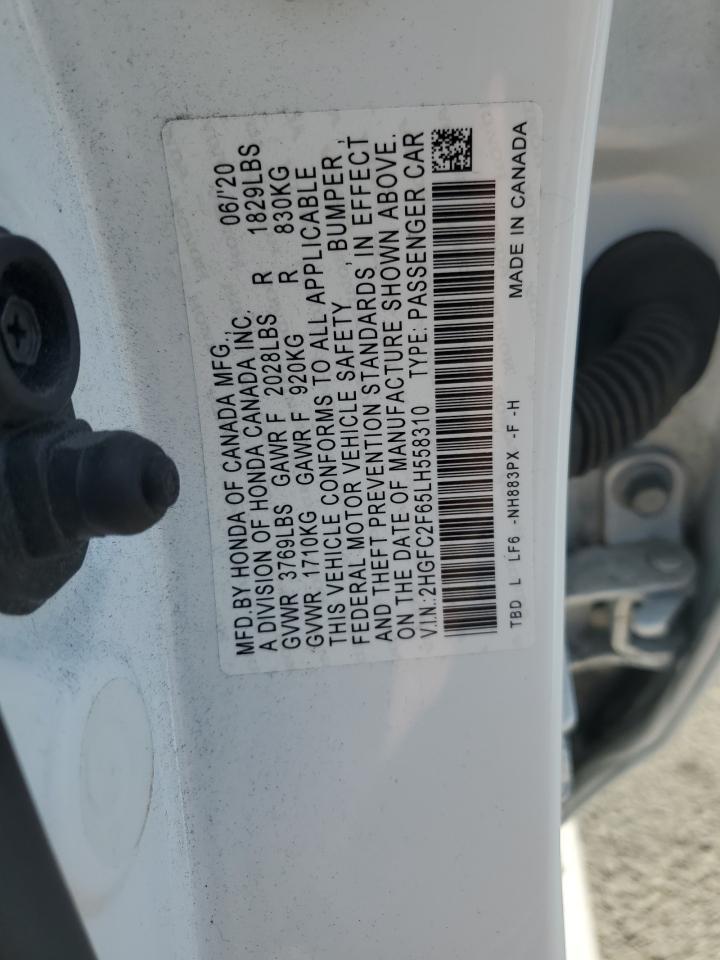 MFD.BY HONDA OF CANADA MFG., 06/'20
A DIVISION OF HONDA CANADA INC.
GVWR 3769LBS GAWR F 2028LBS R 1829LBS
GVWR 1710KG GAWR F 920KG R 830KG
THIS VEHICLE CONFORMS TO ALL APPLICABLE
FEDERAL MOTOR VEHICLE SAFETY, BUMPER,
AND THEFT PREVENTION STANDARDS IN EFFECT
ON THE DATE OF MANUFACTURE SHOWN ABOVE.
V.I.N.:2HGFC2F65LH558310 TYPE: PASSENGER CAR
TBD L LF6 -NH883PX -F -H MADE IN CANADA